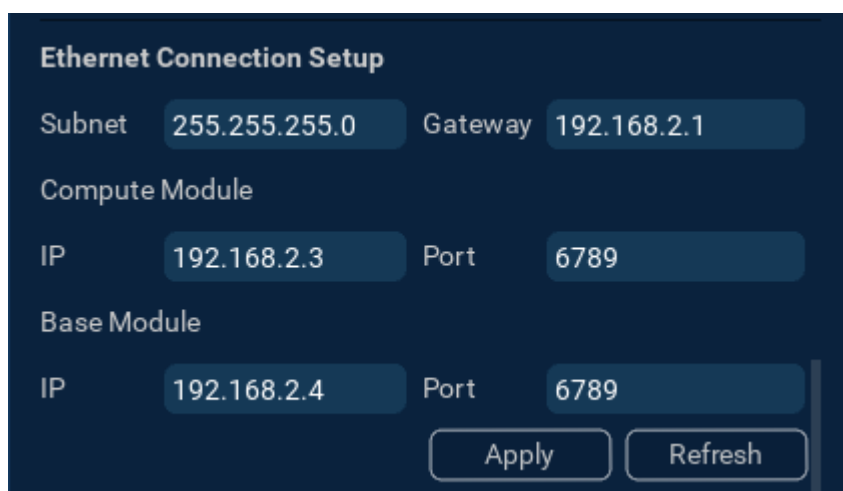 Ethernet Connection Setup
Subnet 255.255.255.0 Gateway 192.168.2.1
Compute Module
IP 192.168.2.3 Port 6789
Base Module
IP 192.168.2.4 Port 6789
Apply Refresh